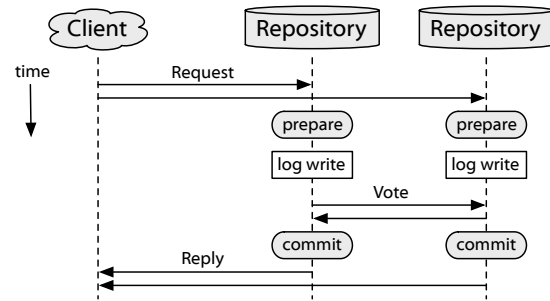 Client Repository Repository
time
Request
prepare prepare
log write log write
Vote
commit commit
Reply